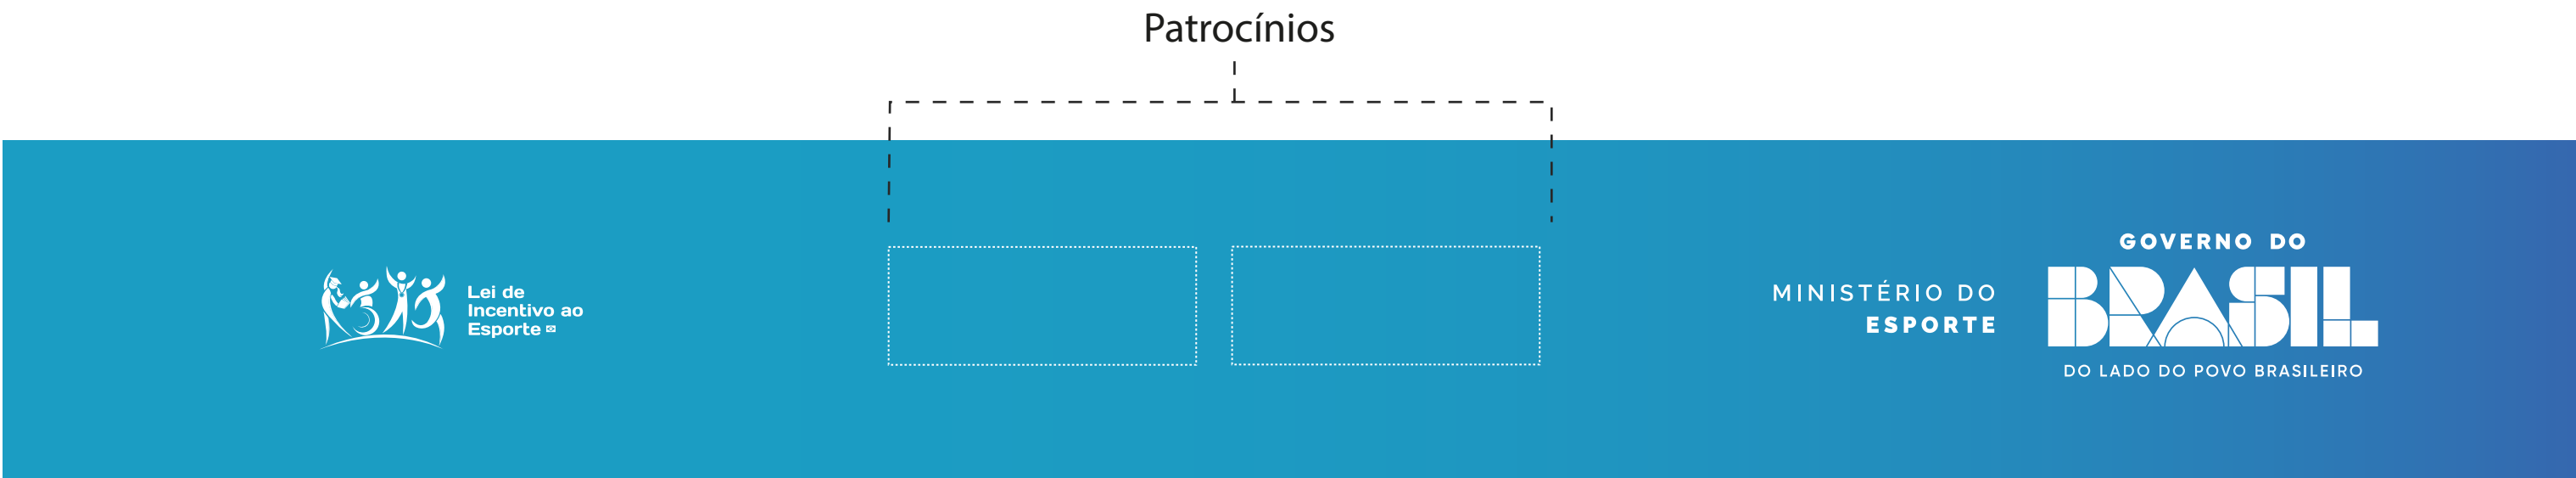 Patrocínios
Lei de
Incentivo ao
Esporte
MINISTÉRIO DO
ESPORTE
GOVERNO DO
BRASIL
DO LADO DO POVO BRASILEIRO